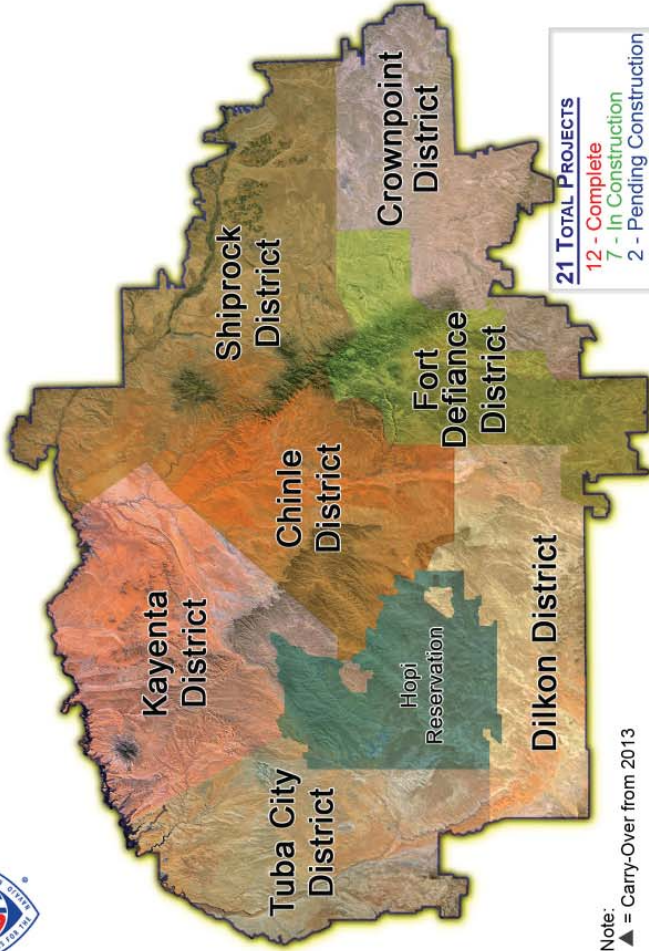 Kayenta
District
Shiprock
District
Tuba City
District
Chinle
District
Crownpoint
District
Hopi
Reservation
Fort
Defiance
District
Dilkon District
21 TOTAL PROJECTS
12 - Complete
7 - In Construction
2 - Pending Construction
Note:
▲ = Carry-Over from 2013